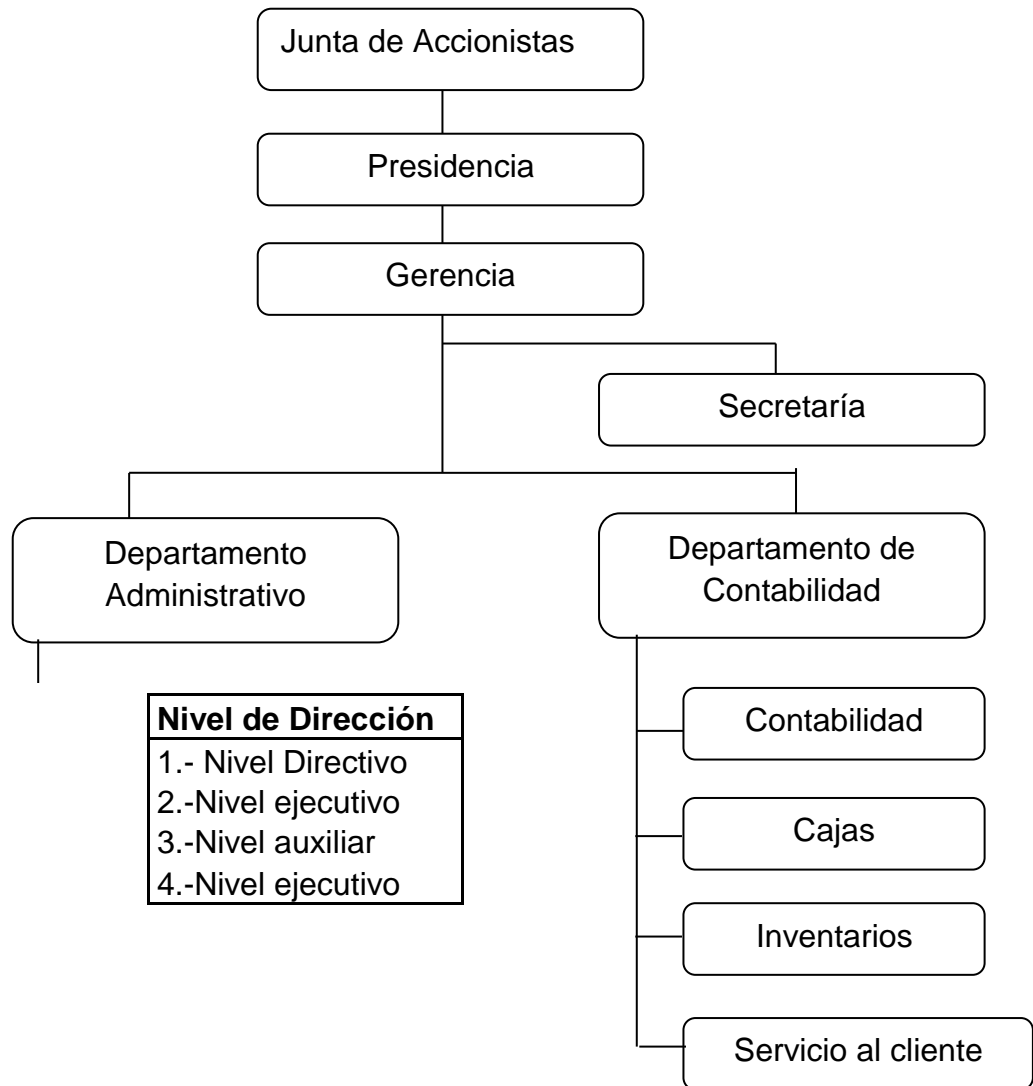 Junta de Accionistas
Presidencia
Gerencia
Secretaría
Departamento
Administrativo
Departamento de
Contabilidad
Nivel de Dirección
1.- Nivel Directivo
2.-Nivel ejecutivo
3.-Nivel auxiliar
4.-Nivel ejecutivo
Contabilidad
Cajas
Inventarios
Servicio al cliente